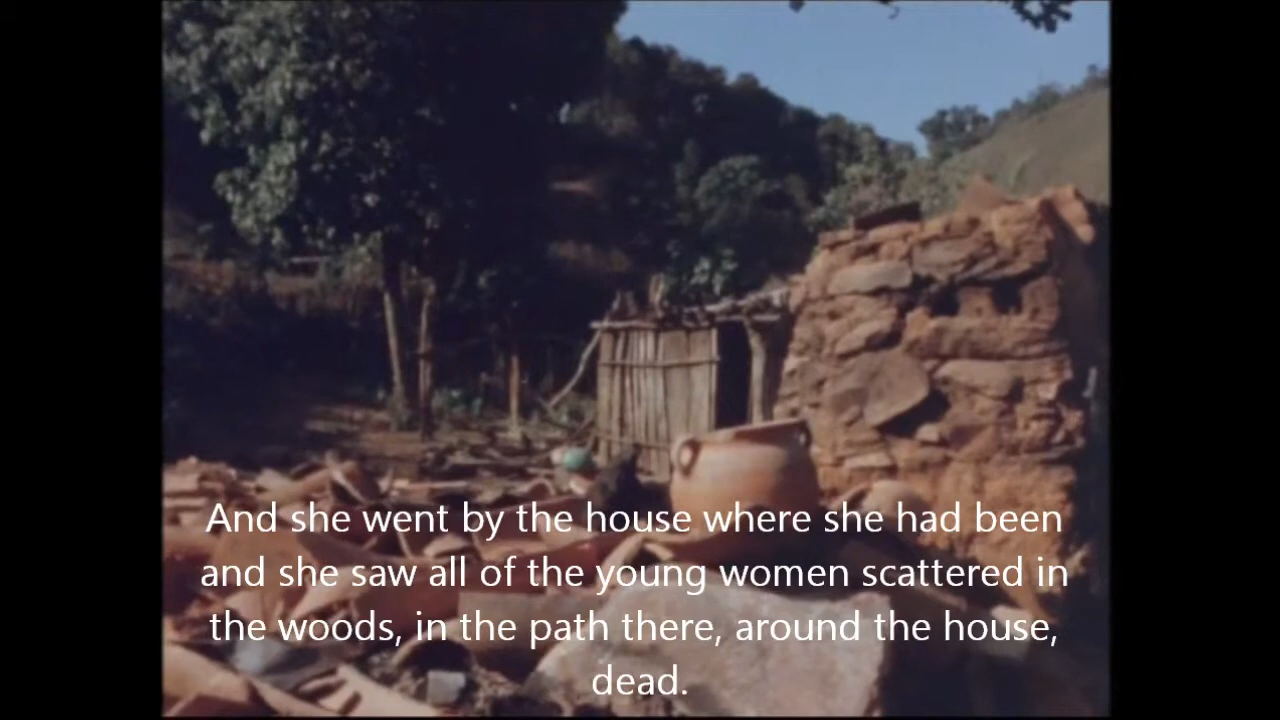 And she went by the house where she had been
and she saw all of the young women scattered in
the woods, in the path there, around the house,
dead.